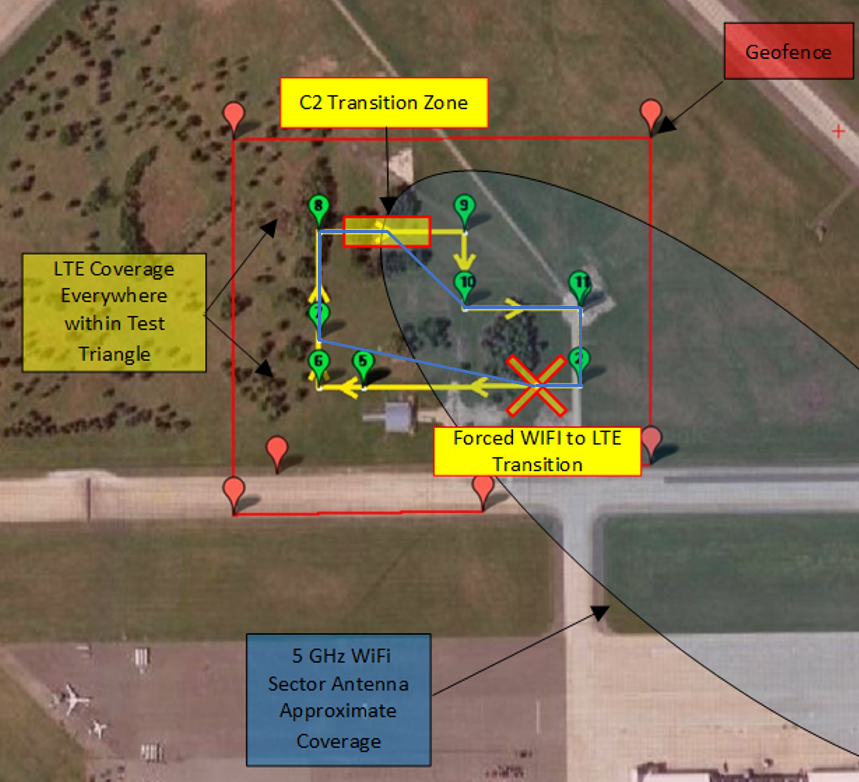 Geofence
C2 Transition Zone
8
9
LTE Coverage
Everywhere
within Test
Triangle
10
11
7
2
6
5
Forced WIFI to LTE
Transition
5 GHz WiFi
Sector Antenna
Approximate
Coverage